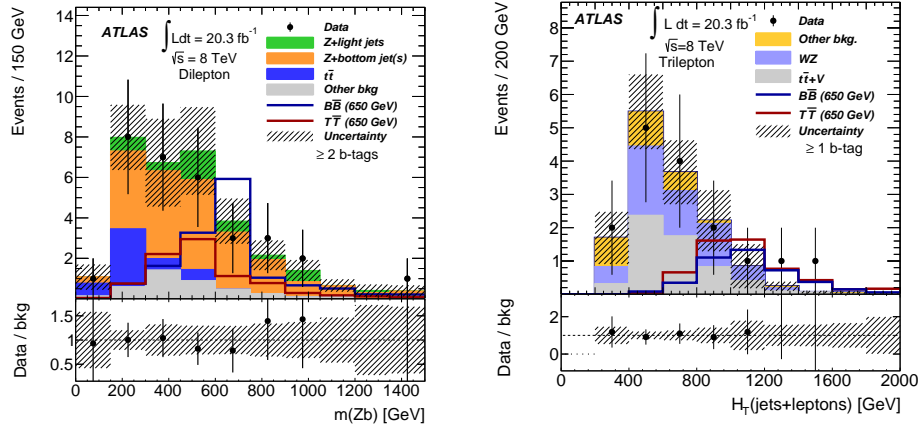 Events / 150 GeV
14
12
10
8
6
4
2
ATLAS
∫ Ldt = 20.3 fb⁻¹
√s = 8 TeV
Dilepton
Data
Z+light jets
Z+bottom jet(s)
tt̄
Other bkg
BB̄ (650 GeV)
TT̄ (650 GeV)
Uncertainty
≥ 2 b-tags
Data / bkg
1.5
1
0.5
0 200 400 600 800 1000 1200 1400
m(Zb) [GeV]
Events / 200 GeV
8
7
6
5
4
3
2
1
ATLAS
∫ L dt = 20.3 fb⁻¹
√s=8 TeV
Trilepton
Data
Other bkg.
WZ
tt̄+V
BB̄ (650 GeV)
TT̄ (650 GeV)
Uncertainty
≥ 1 b-tag
Data / bkg
2
0
0 400 800 1200 1600 2000
H_T(jets+leptons) [GeV]